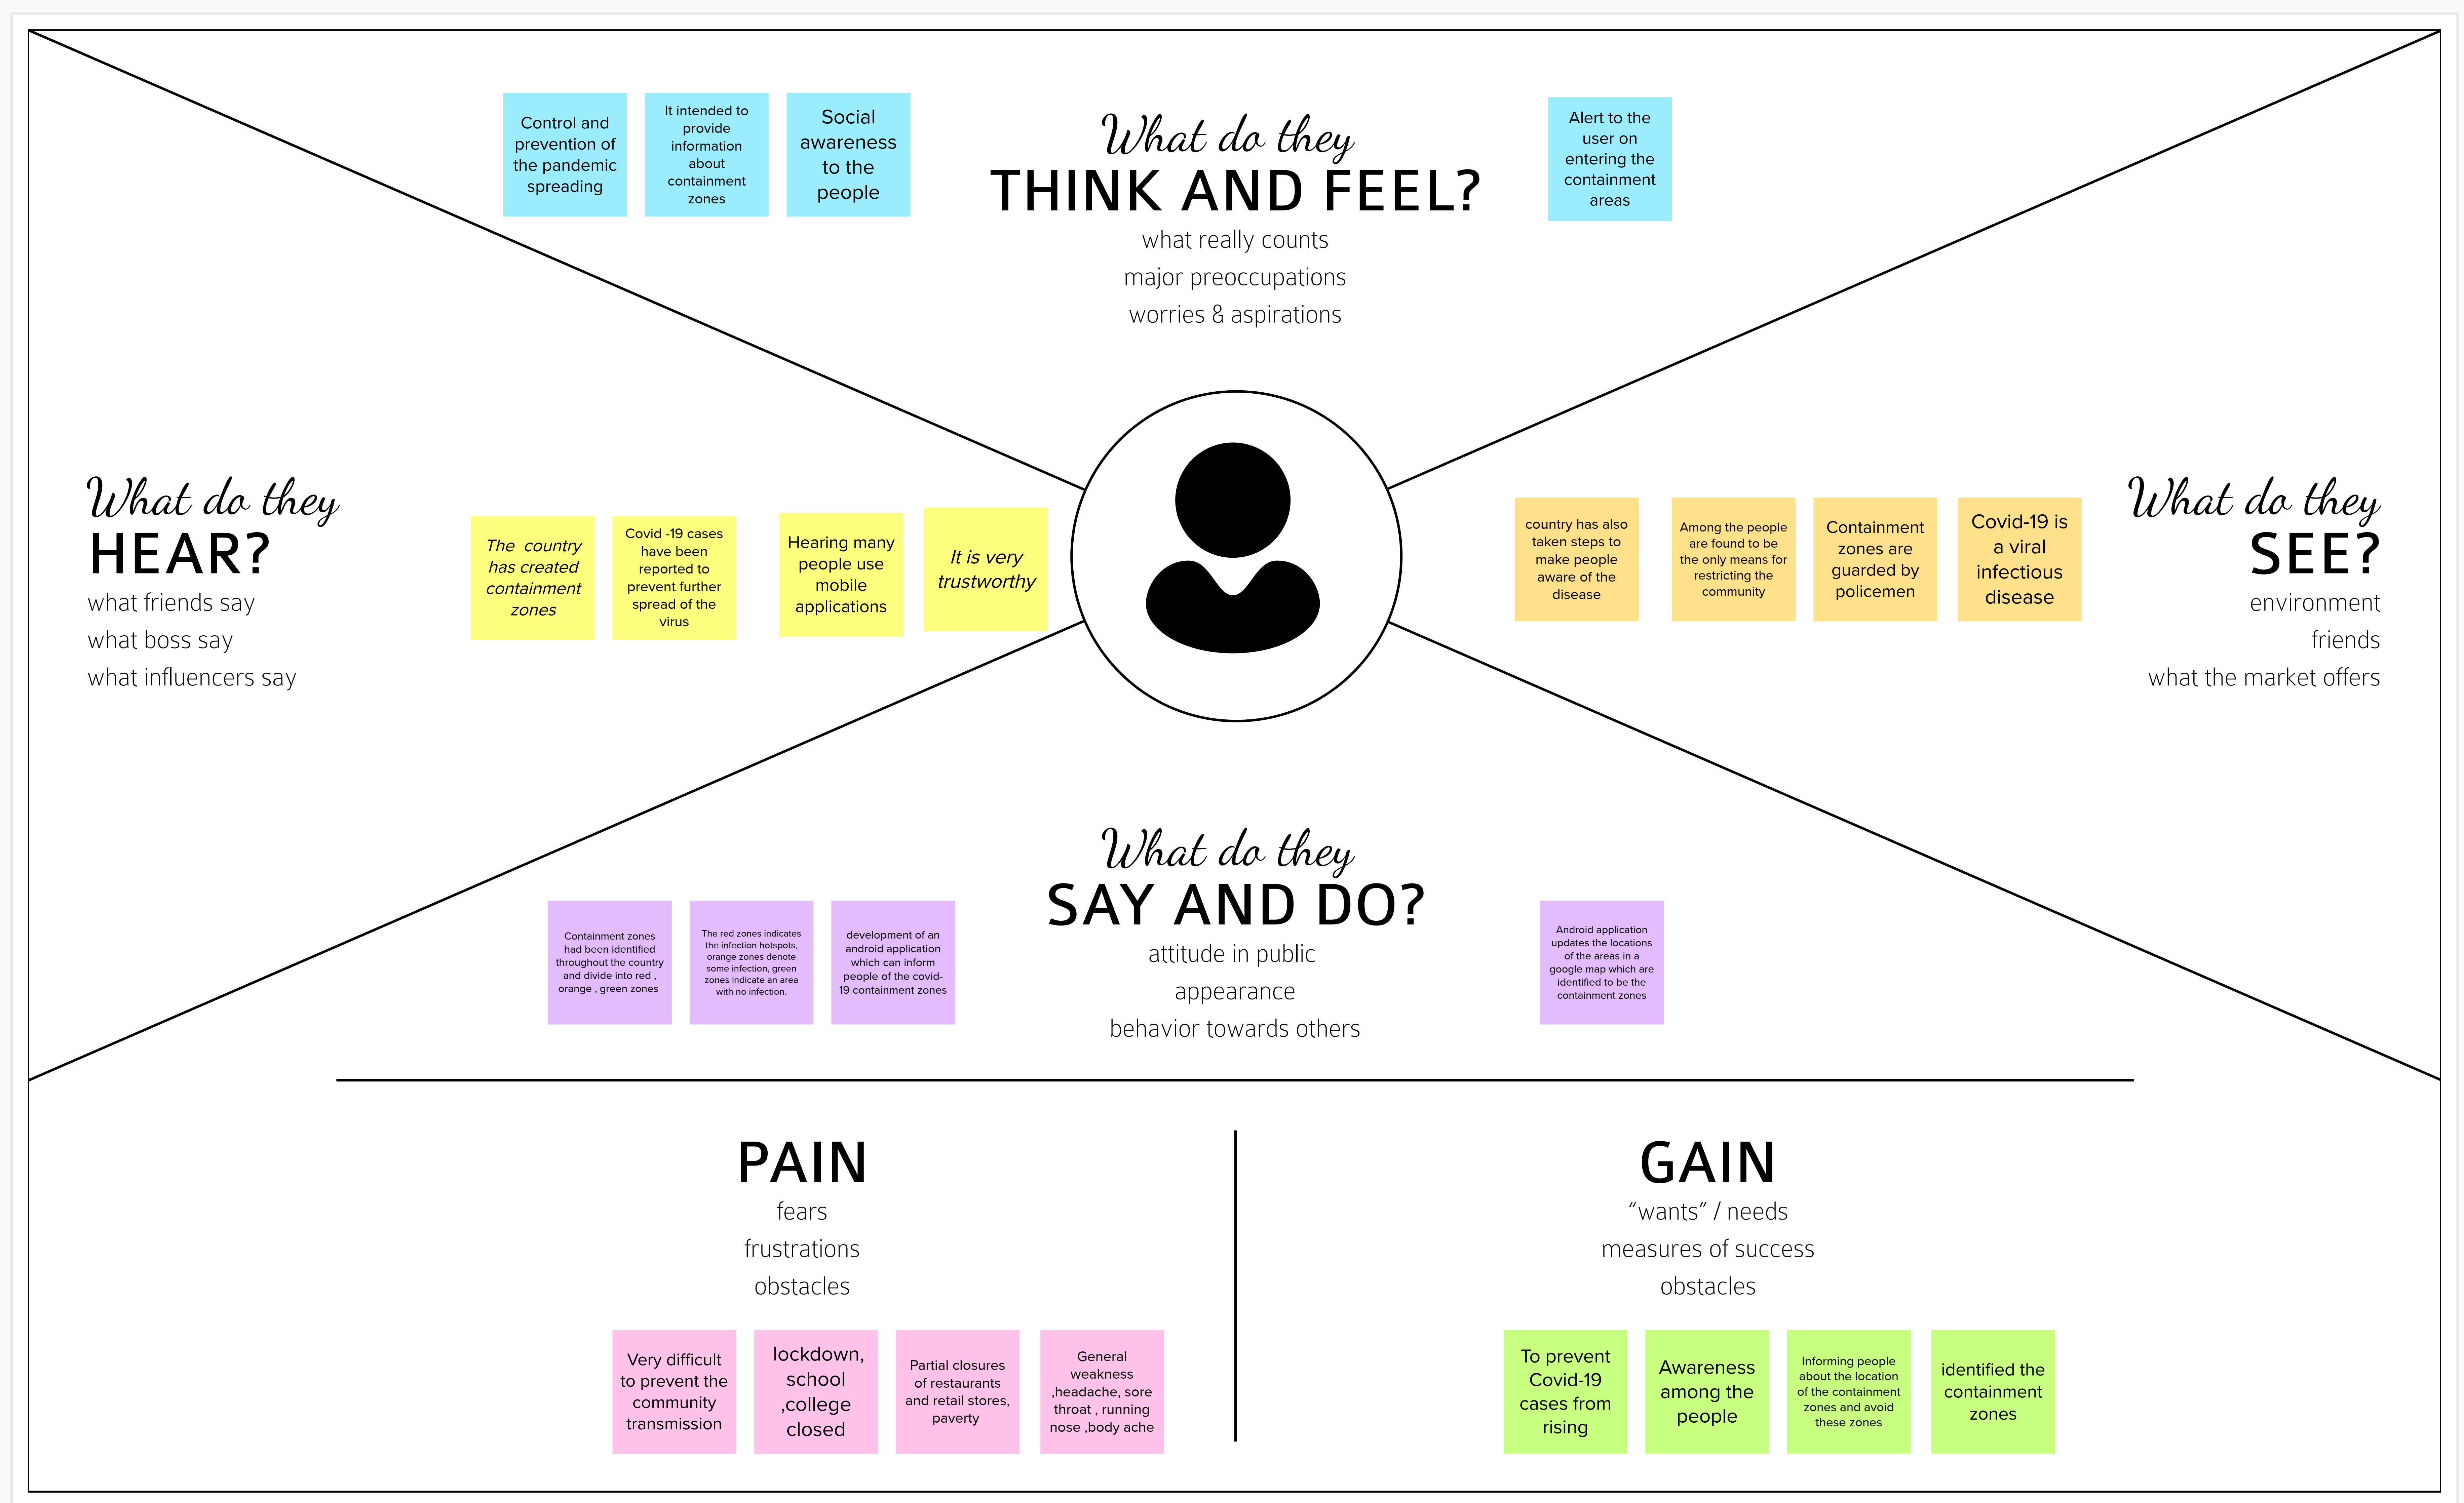 Control and
prevention of
the pandemic
spreading
It intended to
provide
information
about
containment
zones
Social
awareness
to the
people
What do they
THINK AND FEEL?
what really counts
major preoccupations
worries & aspirations
Alert to the
user on
entering the
containment
areas
What do they
HEAR?
what friends say
what boss say
what influencers say
The country
has created
containment
zones
Covid -19 cases
have been
reported to
prevent further
spread of the
virus
Hearing many
people use
mobile
applications
It is very
trustworthy
country has also
taken steps to
make people
aware of the
disease
Among the people
are found to be
the only means for
restricting the
community
Containment
zones are
guarded by
policemen
Covid-19 is
a viral
infectious
disease
What do they
SEE?
environment
friends
what the market offers
Containment zones
had been identified
throughout the country
and divide into red ,
orange , green zones
The red zones indicates
the infection hotspots,
orange zones denote
some infection, green
zones indicate an area
with no infection.
development of an
android application
which can inform
people of the covid-
19 containment zones
What do they
SAY AND DO?
attitude in public
appearance
behavior towards others
Android application
updates the locations
of the areas in a
google map which are
identified to be the
containment zones
PAIN
fears
frustrations
obstacles
Very difficult
to prevent the
community
transmission
lockdown,
school
,college
closed
Partial closures
of restaurants
and retail stores,
paverty
General
weakness
,headache, sore
throat , running
nose ,body ache
GAIN
“wants” / needs
measures of success
obstacles
To prevent
Covid-19
cases from
rising
Awareness
among the
people
Informing people
about the location
of the containment
zones and avoid
these zones
identified the
containment
zones